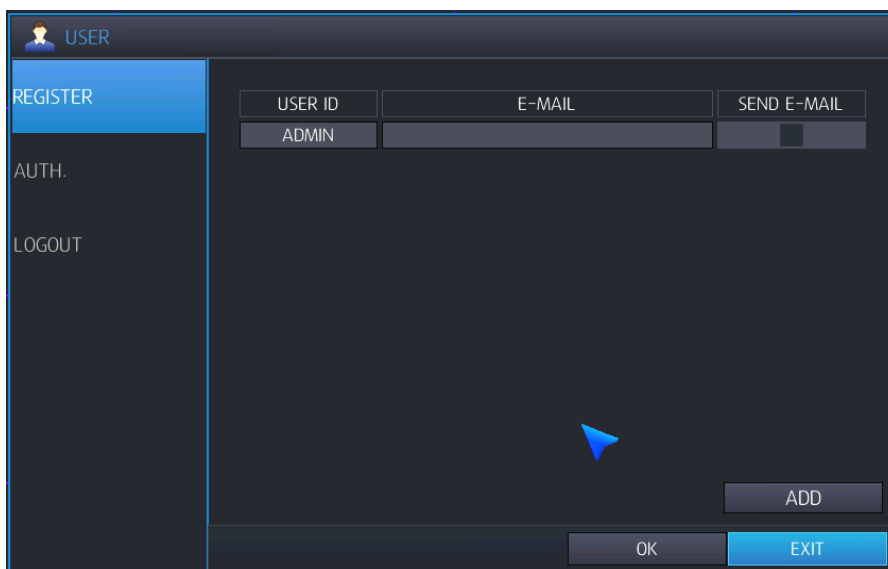 USER
REGISTER
AUTH.
LOGOUT
USER ID E-MAIL SEND E-MAIL
ADMIN
ADD
OK EXIT